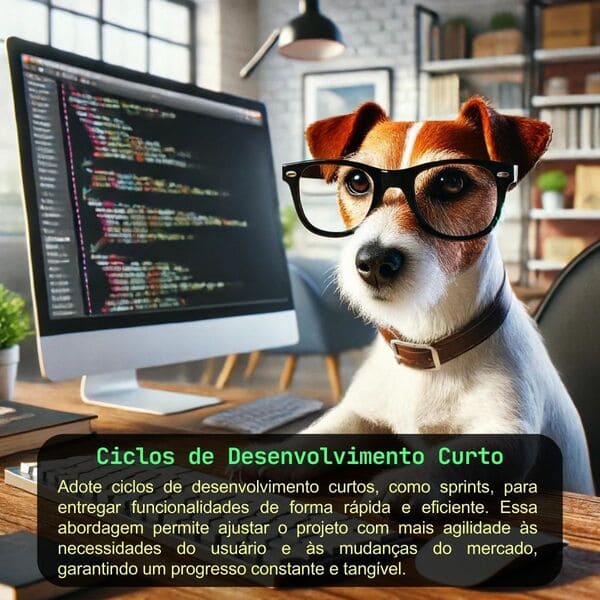 Ciclos de Desenvolvimento Curto
Adote ciclos de desenvolvimento curtos, como sprints, para
entregar funcionalidades de forma rápida e eficiente. Essa
abordagem permite ajustar o projeto com mais agilidade às
necessidades do usuário e às mudanças do mercado,
garantindo um progresso constante e tangível.